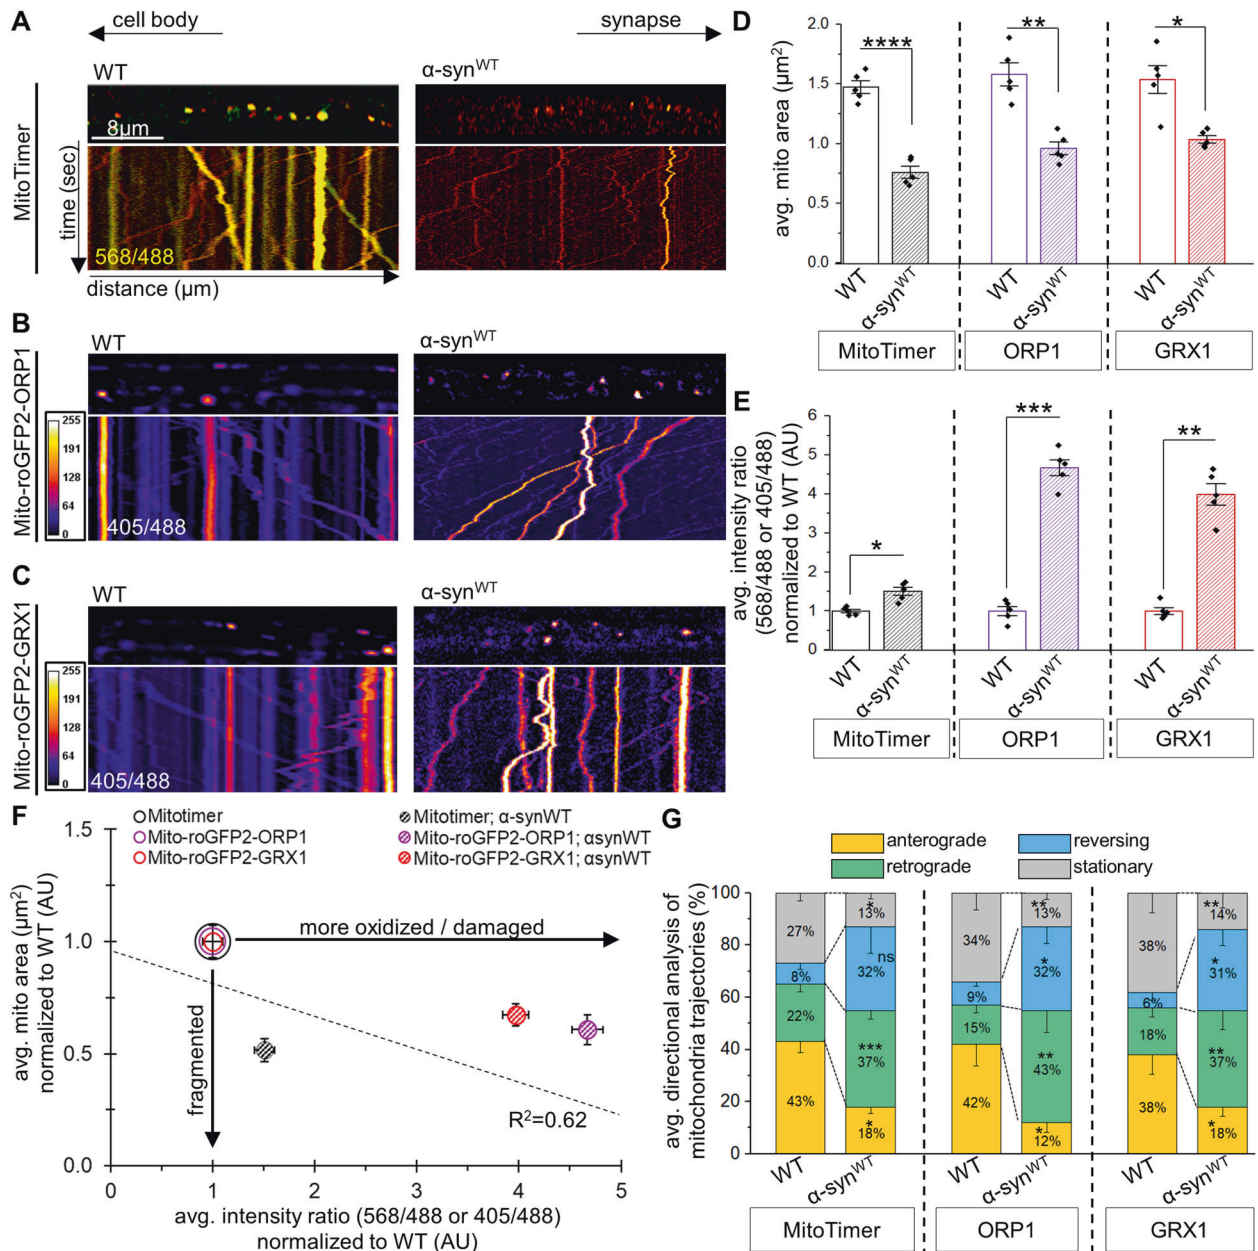 A
cell body
synapse
WT
α-syn^WT
MitoTimer
8µm
time (sec)
568/488
distance (µm)
B
WT
α-syn^WT
Mito-roGFP2-ORP1
255
191
128
64
0
405/488
C
WT
α-syn^WT
Mito-roGFP2-GRX1
255
191
128
64
0
405/488
D
avg. mito area (µm²)
2.0
1.5
1.0
0.5
0.0
****
**
*
WT
α-syn^WT
WT
α-syn^WT
WT
α-syn^WT
MitoTimer
ORP1
GRX1
E
avg. intensity ratio
(568/488 or 405/488)
normalized to WT (AU)
6
5
4
3
2
1
0
*
***
**
WT
α-syn^WT
WT
α-syn^WT
WT
α-syn^WT
MitoTimer
ORP1
GRX1
F
Mitotimer
Mito-roGFP2-ORP1
Mito-roGFP2-GRX1
Mitotimer; α-synWT
Mito-roGFP2-ORP1; αsynWT
Mito-roGFP2-GRX1; αsynWT
avg. mito area (µm²)
normalized to WT (AU)
1.5
1.0
0.5
0.0
more oxidized / damaged
fragmented
R²=0.62
0 1 2 3 4 5
avg. intensity ratio (568/488 or 405/488)
normalized to WT (AU)
G
anterograde
retrograde
reversing
stationary
avg. directional analysis of
mitochondria trajectories (%)
100
80
60
40
20
0
27%
8%
22%
43%
*
13%
ns
32%
***
37%
*
18%
34%
9%
15%
42%
**
13%
*
32%
**
43%
*
12%
38%
6%
18%
38%
**
14%
*
31%
**
37%
*
18%
WT
α-syn^WT
WT
α-syn^WT
WT
α-syn^WT
MitoTimer
ORP1
GRX1